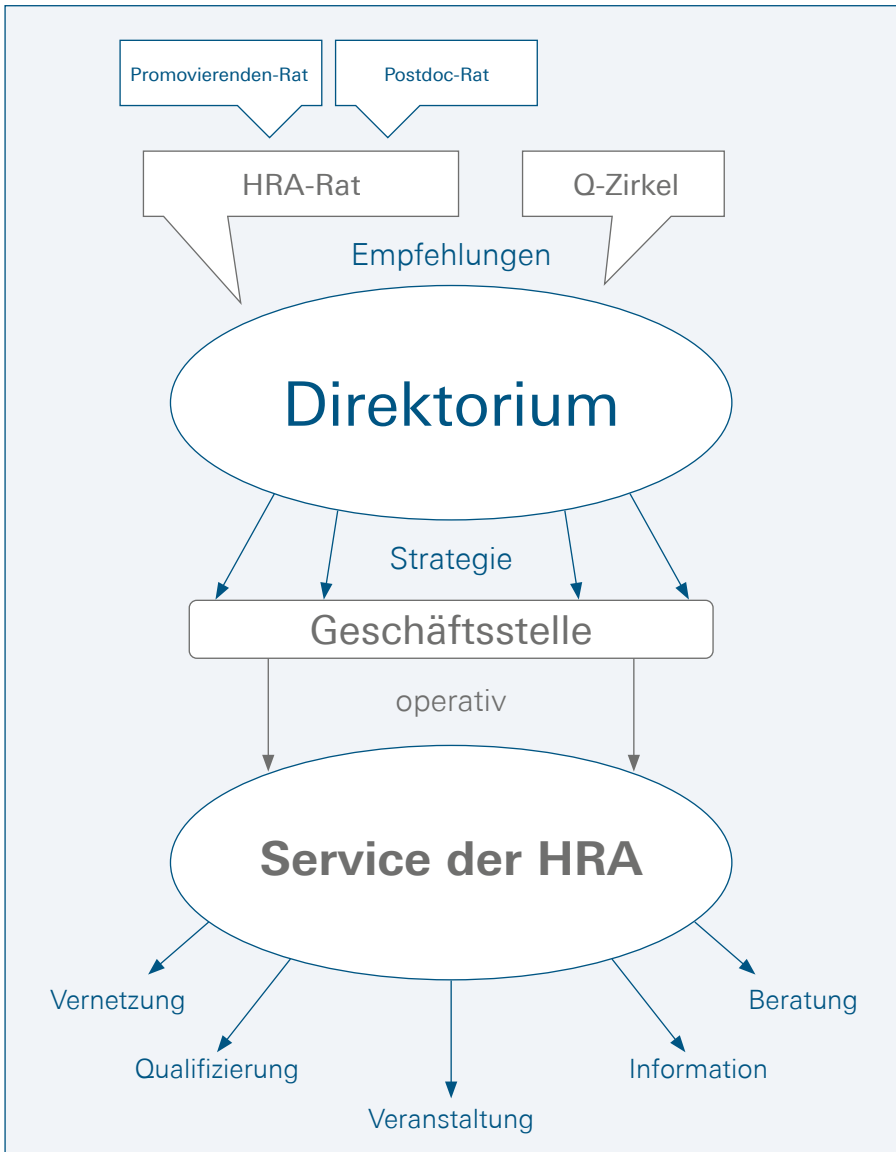 Promovierenden-Rat
Postdoc-Rat
HRA-Rat
Q-Zirkel
Empfehlungen
Direktorium
Strategie
Geschäftsstelle
operativ
Service der HRA
Vernetzung
Beratung
Qualifizierung
Information
Veranstaltung